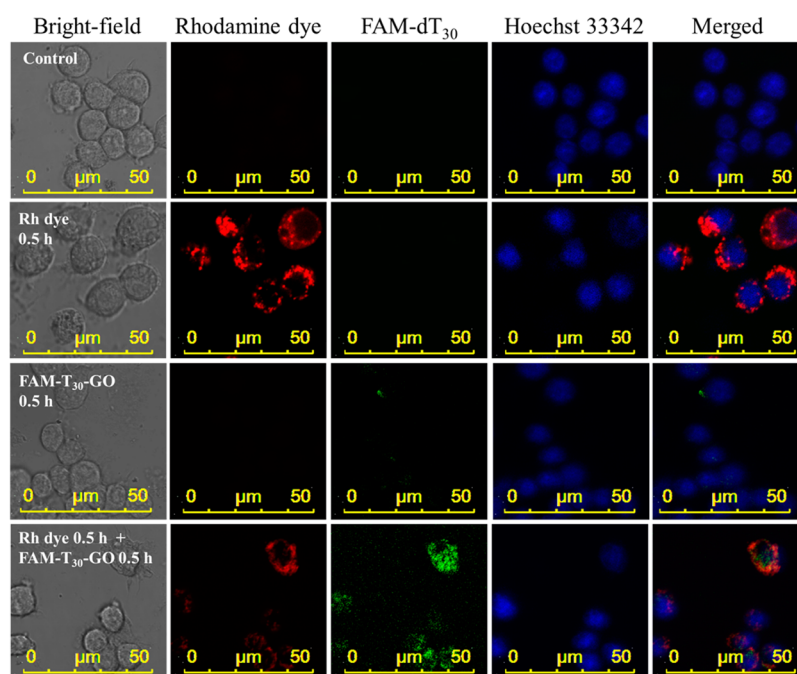 Bright-field Rhodamine dye FAM-dT₃₀ Hoechst 33342 Merged
Control
0 µm 50 0 µm 50 0 µm 50 0 µm 50 0 µm 50
Rh dye
0.5 h
0 µm 50 0 µm 50 0 µm 50 0 µm 50 0 µm 50
FAM-T₃₀-GO
0.5 h
0 µm 50 0 µm 50 0 µm 50 0 µm 50 0 µm 50
Rh dye 0.5 h +
FAM-T₃₀-GO 0.5 h
0 µm 50 0 µm 50 0 µm 50 0 µm 50 0 µm 50